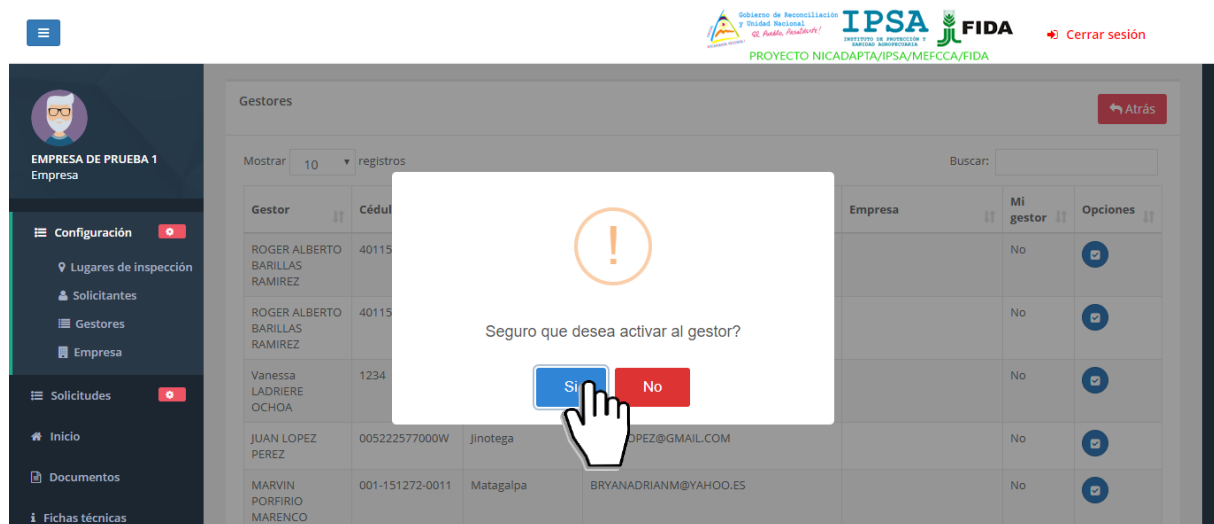 Gobierno de Reconciliación
y Unidad Nacional
El Pueblo, Presidente!
IPSA
INSTITUTO DE PROTECCIÓN Y
SANIDAD AGROPECUARIA
FIDA
PROYECTO NICADAPTA/IPSA/MEFCCA/FIDA
Cerrar sesión
EMPRESA DE PRUEBA 1
Empresa
Configuración
Lugares de inspección
Solicitantes
Gestores
Empresa
Solicitudes
Inicio
Documentos
Fichas técnicas
Gestores
Atrás
Mostrar 10 registros
Buscar:
Gestor Cédul Empresa Mi gestor Opciones
ROGER ALBERTO 40115 No
BARILLAS
RAMIREZ
ROGER ALBERTO 40115 No
BARILLAS
RAMIREZ
Vanessa 1234 No
LADRIERE
OCHOA
JUAN LOPEZ 005222577000W Jinotega OPEZ@GMAIL.COM No
PEREZ
MARVIN 001-151272-0011 Matagalpa BRYANADRIANM@YAHOO.ES No
PORFIRIO
MARENCO
!
Seguro que desea activar al gestor?
Si No